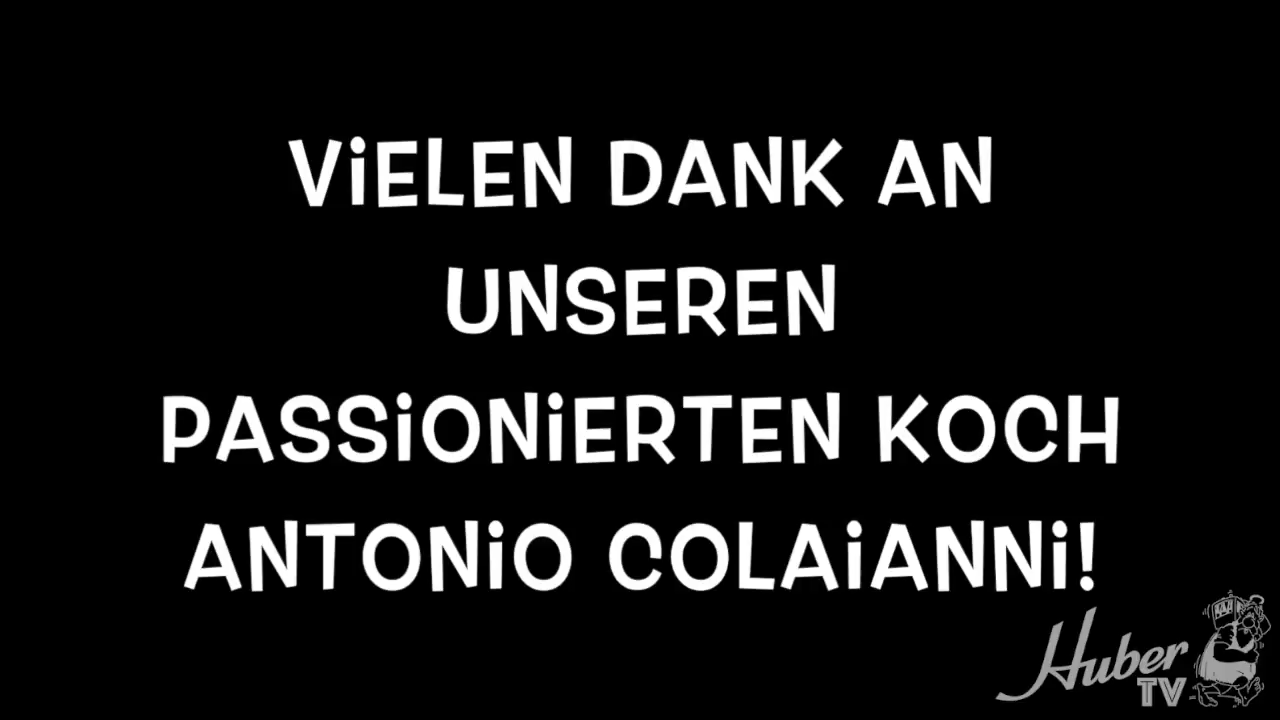 ViELEN DANK AN
UNSEREN
PASSiONiERTEN KOCH
ANTONiO COLAiANNi!
Huber
TV